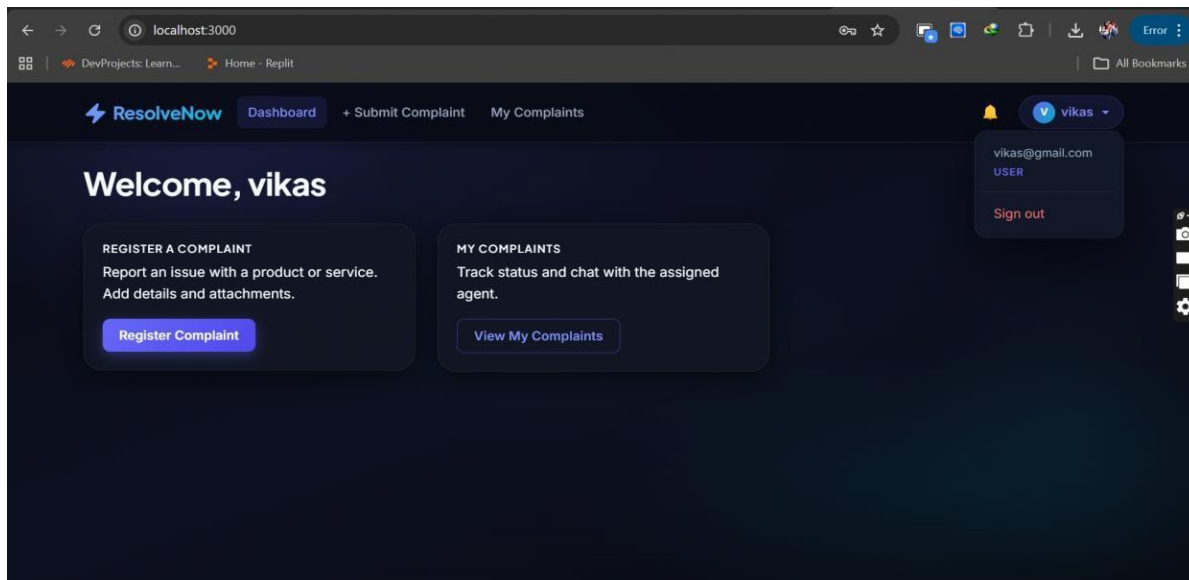 localhost:3000
Error
DevProjects: Learn...
Home - Replit
All Bookmarks
ResolveNow
Dashboard
+ Submit Complaint
My Complaints
V
vikas
vikas@gmail.com
USER
Sign out
Welcome, vikas
REGISTER A COMPLAINT
Report an issue with a product or service.
Add details and attachments.
Register Complaint
MY COMPLAINTS
Track status and chat with the assigned
agent.
View My Complaints